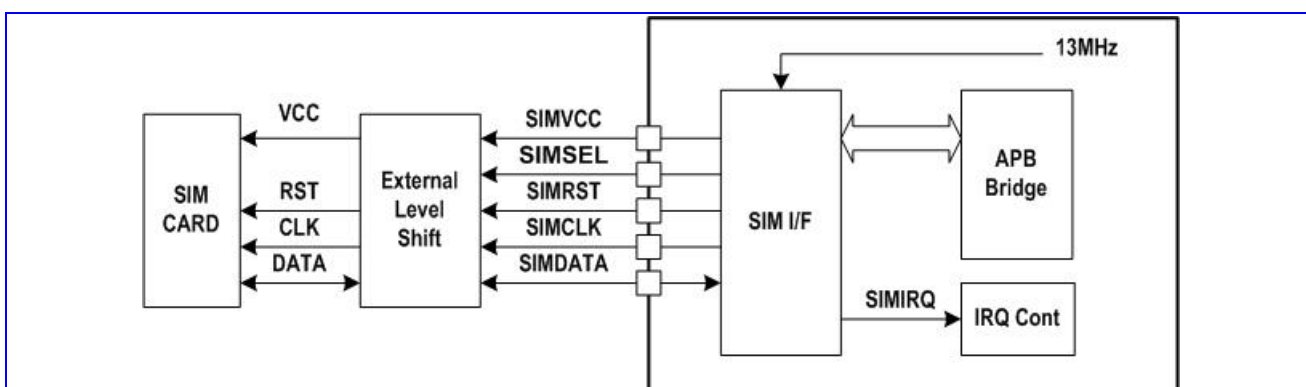 13MHz
VCC
SIMVCC
SIMSEL
RST
SIMRST
CLK
SIMCLK
DATA
SIMDATA
SIM
CARD
External
Level
Shift
SIM I/F
APB
Bridge
SIMIRQ
IRQ Cont